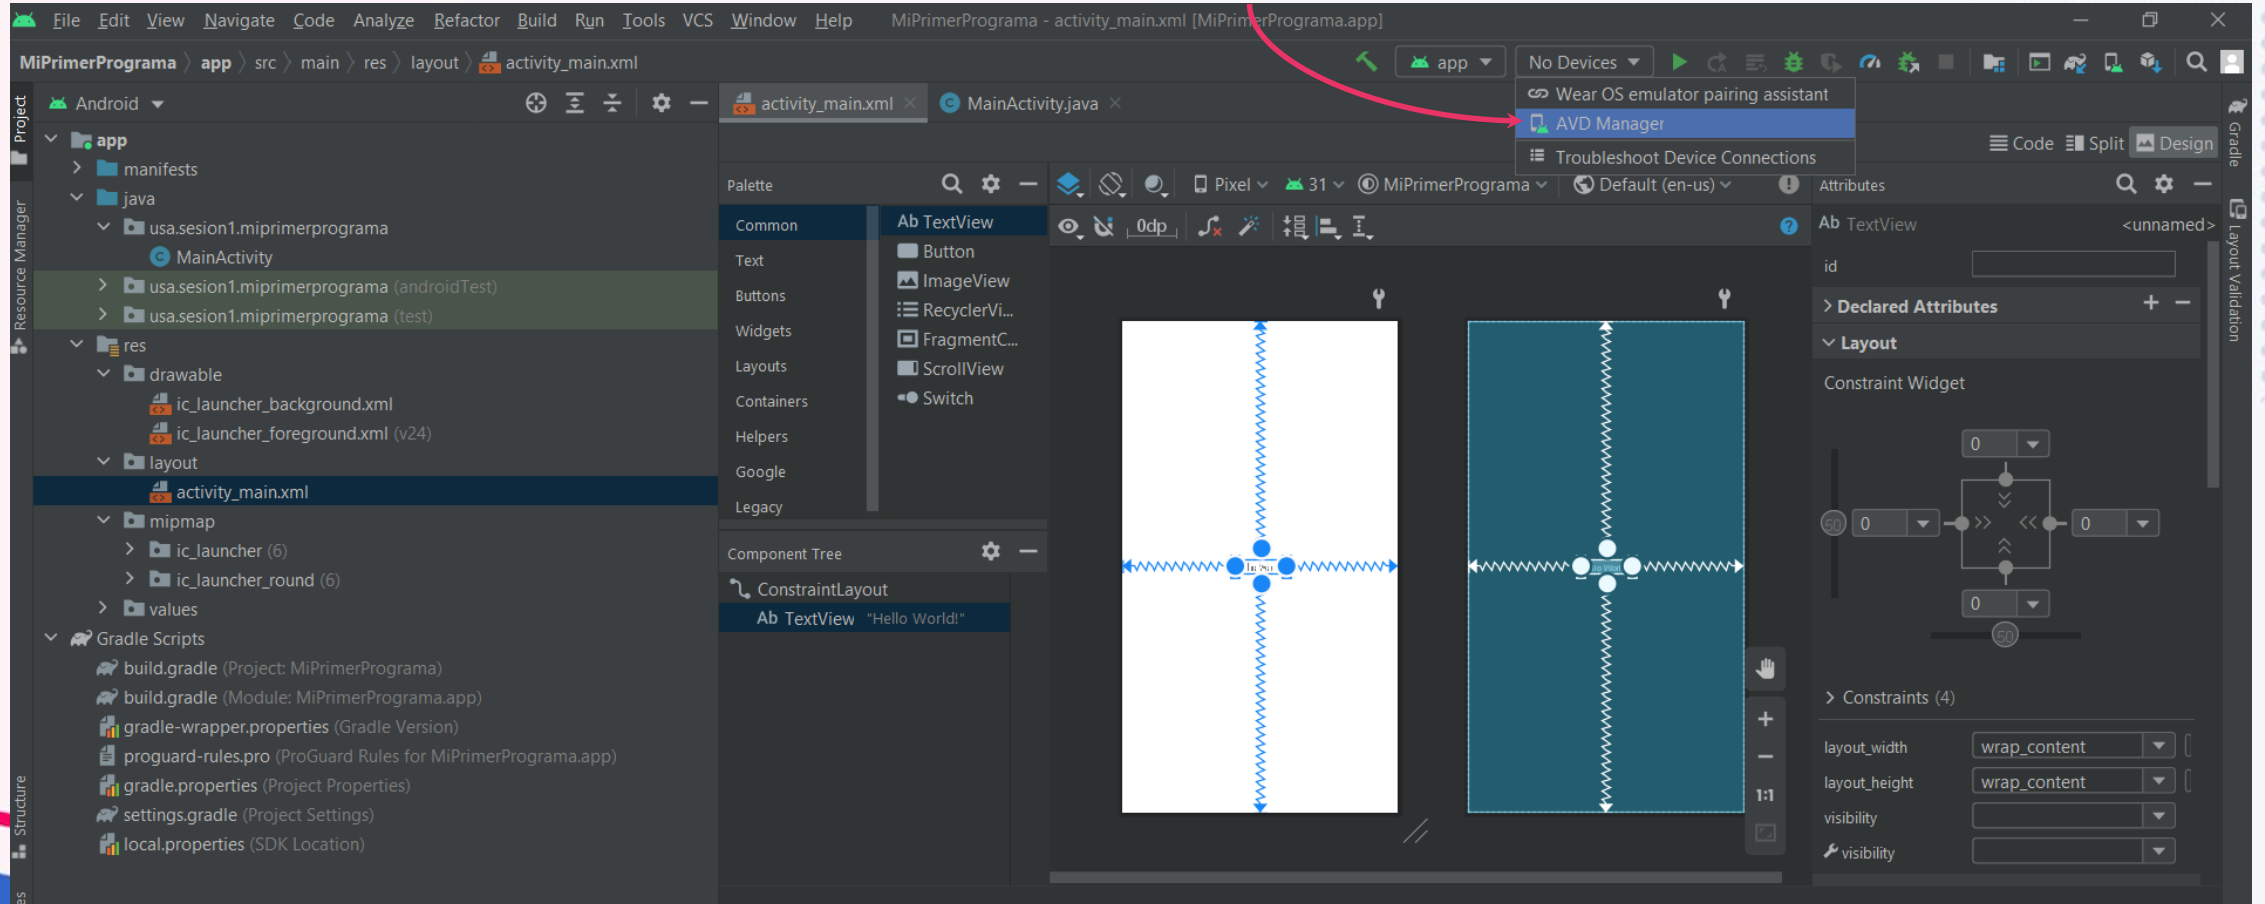 File Edit View Navigate Code Analyze Refactor Build Run Tools VCS Window Help MiPrimerPrograma - activity_main.xml [MiPrimerPrograma.app]
MiPrimerPrograma app src main res layout activity_main.xml app No Devices
Wear OS emulator pairing assistant
AVD Manager
Troubleshoot Device Connections
Project
Resource Manager
Structure
Android
app
manifests
java
usa.sesion1.miprimerprograma
MainActivity
usa.sesion1.miprimerprograma (androidTest)
usa.sesion1.miprimerprograma (test)
res
drawable
ic_launcher_background.xml
ic_launcher_foreground.xml (v24)
layout
activity_main.xml
mipmap
ic_launcher (6)
ic_launcher_round (6)
values
Gradle Scripts
build.gradle (Project: MiPrimerPrograma)
build.gradle (Module: MiPrimerPrograma.app)
gradle-wrapper.properties (Gradle Version)
proguard-rules.pro (ProGuard Rules for MiPrimerPrograma.app)
gradle.properties (Project Properties)
settings.gradle (Project Settings)
local.properties (SDK Location)
activity_main.xml MainActivity.java
Code Split Design
Palette
Common
Text
Buttons
Widgets
Layouts
Containers
Helpers
Google
Legacy
Ab TextView
Button
ImageView
RecyclerVi...
FragmentC...
ScrollView
Switch
Component Tree
ConstraintLayout
Ab TextView "Hello World!"
Pixel 31 MiPrimerPrograma Default (en-us)
0dp
1:1
Attributes
Ab TextView <unnamed>
id
Declared Attributes
Layout
Constraint Widget
0
50 0 0
0
50
Constraints (4)
layout_width wrap_content
layout_height wrap_content
visibility
visibility
Gradle
Layout Validation